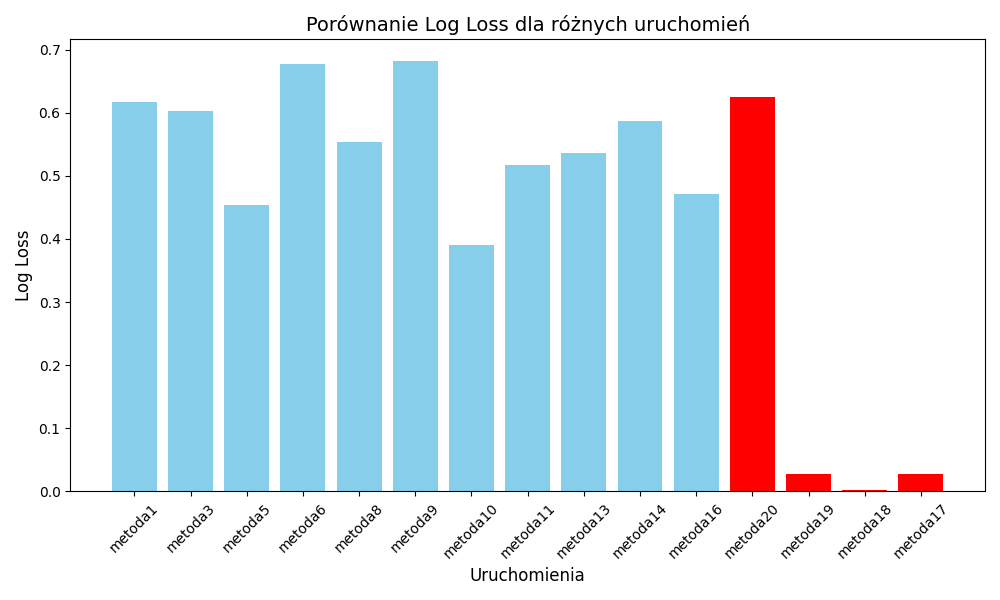 Porównanie Log Loss dla różnych uruchomień
Log Loss
0.7
0.6
0.5
0.4
0.3
0.2
0.1
0.0
metoda1
metoda3
metoda5
metoda6
metoda8
metoda9
metoda10
metoda11
metoda13
metoda14
metoda16
metoda20
metoda19
metoda18
metoda17
Uruchomienia